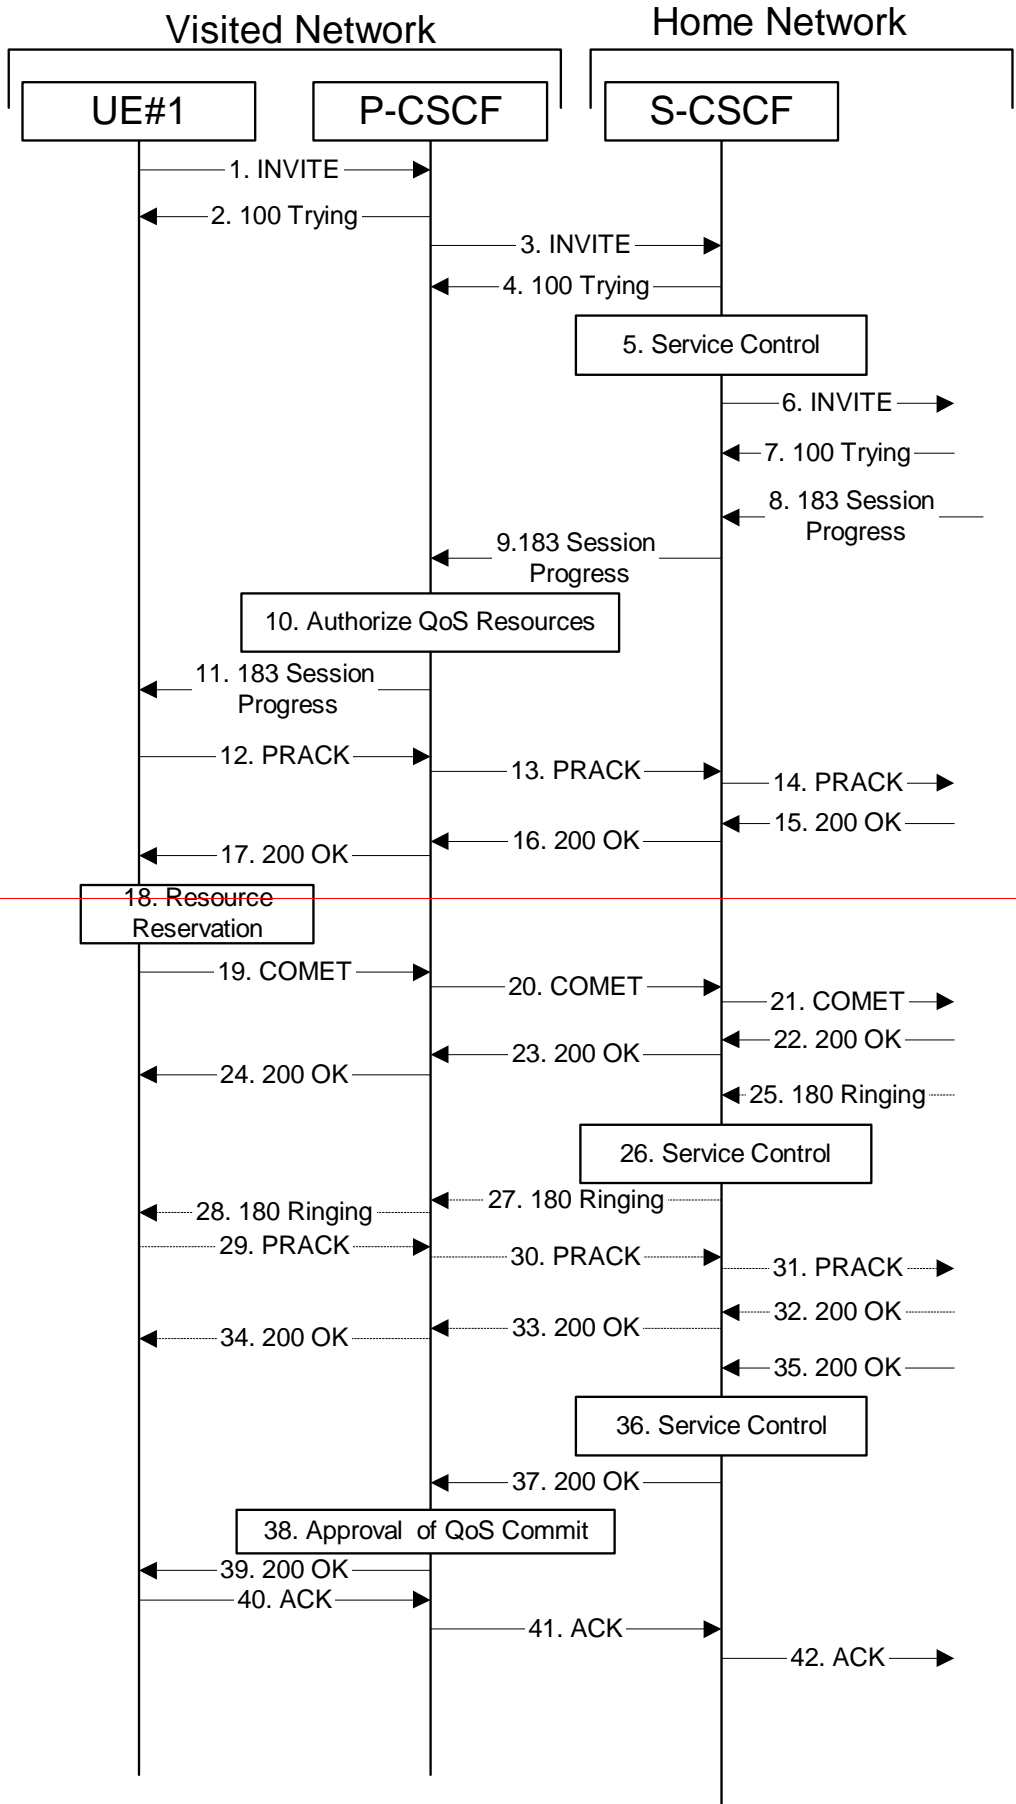 Visited Network
Home Network
UE#1
P-CSCF
S-CSCF
1. INVITE
2. 100 Trying
3. INVITE
4. 100 Trying
5. Service Control
6. INVITE
7. 100 Trying
8. 183 Session
Progress
9.183 Session
Progress
10. Authorize QoS Resources
11. 183 Session
Progress
12. PRACK
13. PRACK
14. PRACK
15. 200 OK
16. 200 OK
17. 200 OK
18. Resource
Reservation
19. COMET
20. COMET
21. COMET
22. 200 OK
23. 200 OK
24. 200 OK
25. 180 Ringing
26. Service Control
27. 180 Ringing
28. 180 Ringing
29. PRACK
30. PRACK
31. PRACK
32. 200 OK
33. 200 OK
34. 200 OK
35. 200 OK
36. Service Control
37. 200 OK
38. Approval of QoS Commit
39. 200 OK
40. ACK
41. ACK
42. ACK